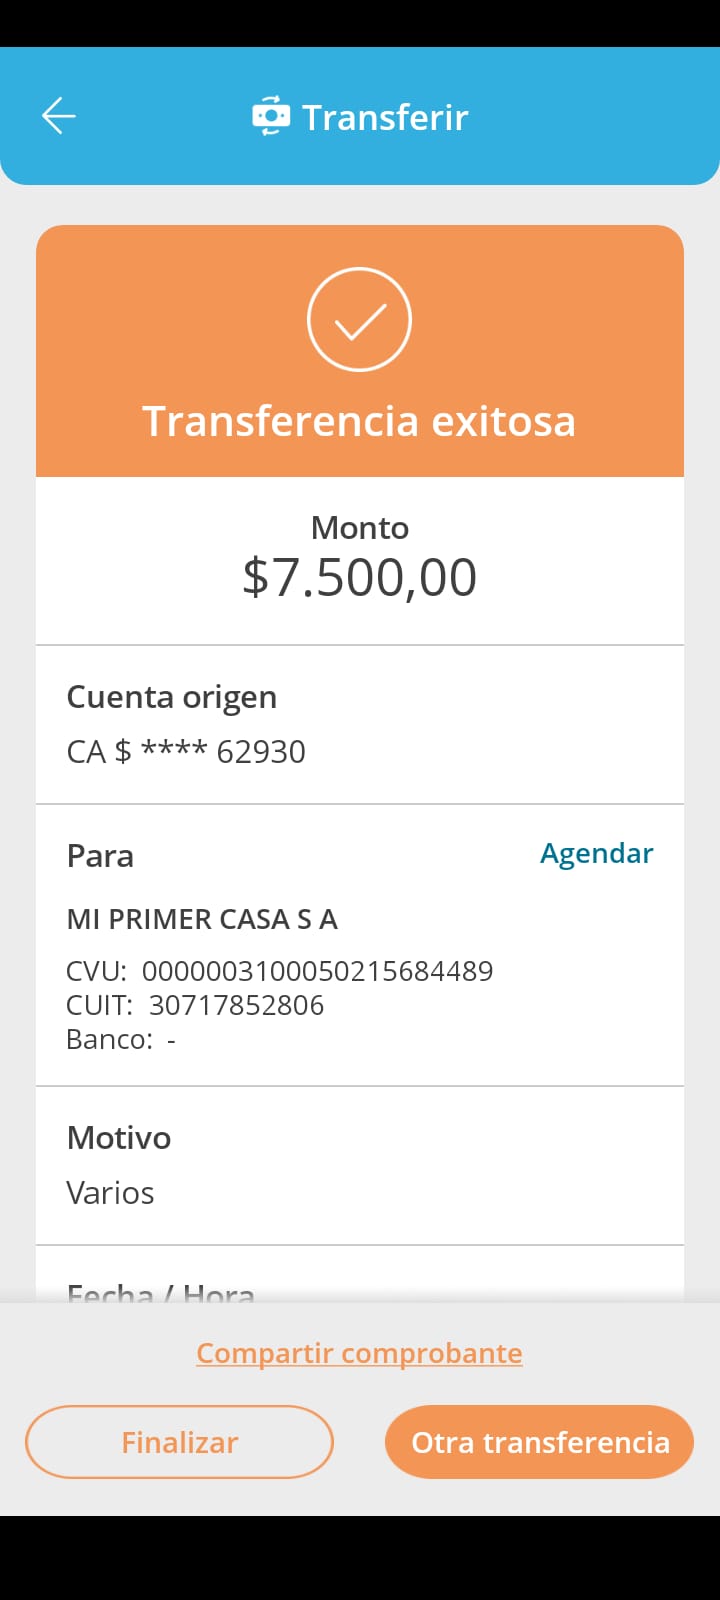 Transferir
Transferencia exitosa
Monto
$7.500,00
Cuenta origen
CA $ **** 62930
Para
Agendar
MI PRIMER CASA S A
CVU: 0000003100050215684489
CUIT: 30717852806
Banco: -
Motivo
Varios
Fecha / Hora
Compartir comprobante
Finalizar
Otra transferencia